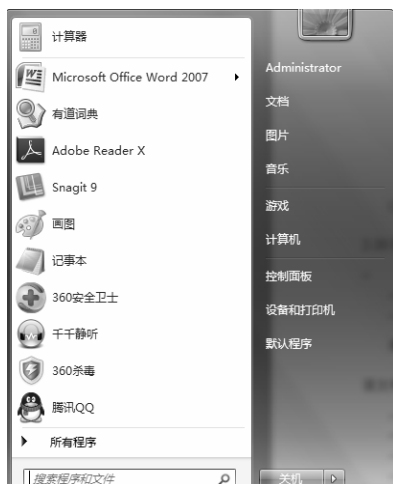 计算器
Microsoft Office Word 2007
有道词典
Adobe Reader X
Snagit 9
画图
记事本
360安全卫士
千千静听
360杀毒
腾讯QQ
所有程序
搜索程序和文件
Administrator
文档
图片
音乐
游戏
计算机
控制面板
设备和打印机
默认程序
关机